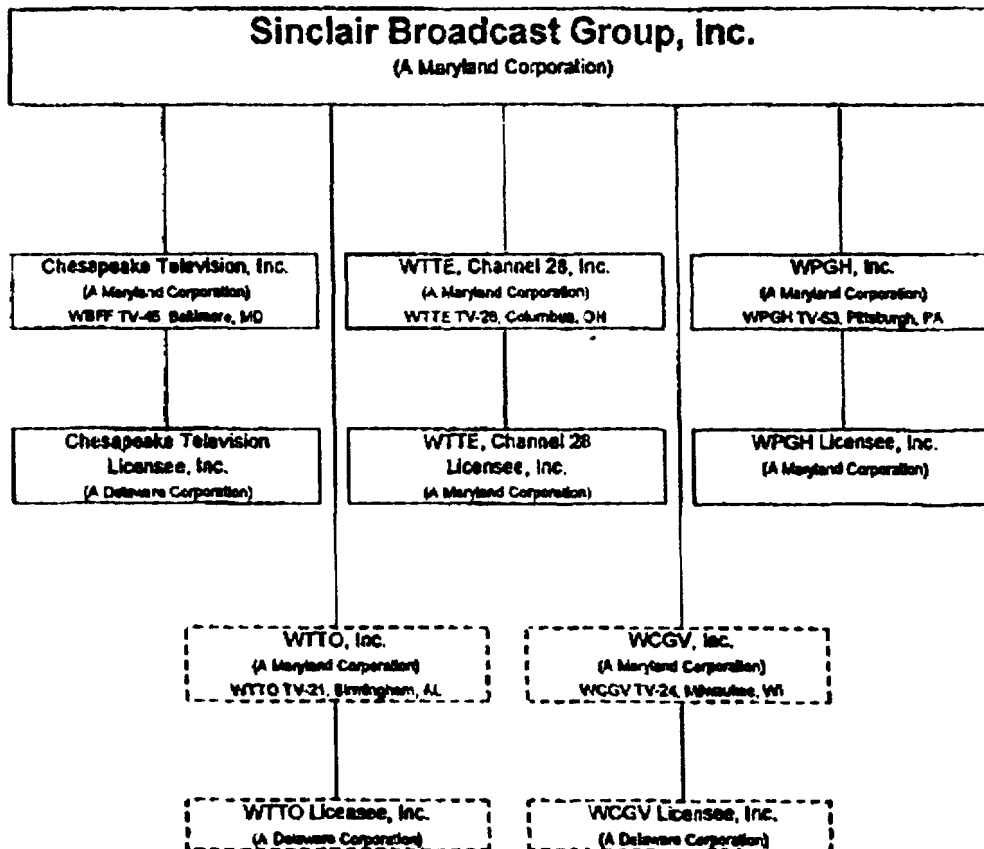 Sinclair Broadcast Group, Inc.
(A Maryland Corporation)
Chesapeake Television, Inc.
(A Maryland Corporation)
WBFF TV-45, Baltimore, MD
WTTE, Channel 28, Inc.
(A Maryland Corporation)
WTTE TV-28, Columbus, OH
WPGH, Inc.
(A Maryland Corporation)
WPGH TV-53, Pittsburgh, PA
Chesapeake Television
Licensee, Inc.
(A Delaware Corporation)
WTTE, Channel 28
Licensee, Inc.
(A Maryland Corporation)
WPGH Licensee, Inc.
(A Maryland Corporation)
WTTO, Inc.
(A Maryland Corporation)
WTTO TV-21, Birmingham, AL
WCGV, Inc.
(A Maryland Corporation)
WCGV TV-24, Milwaukee, WI
WTTO Licensee, Inc.
(A Delaware Corporation)
WCGV Licensee, Inc.
(A Delaware Corporation)